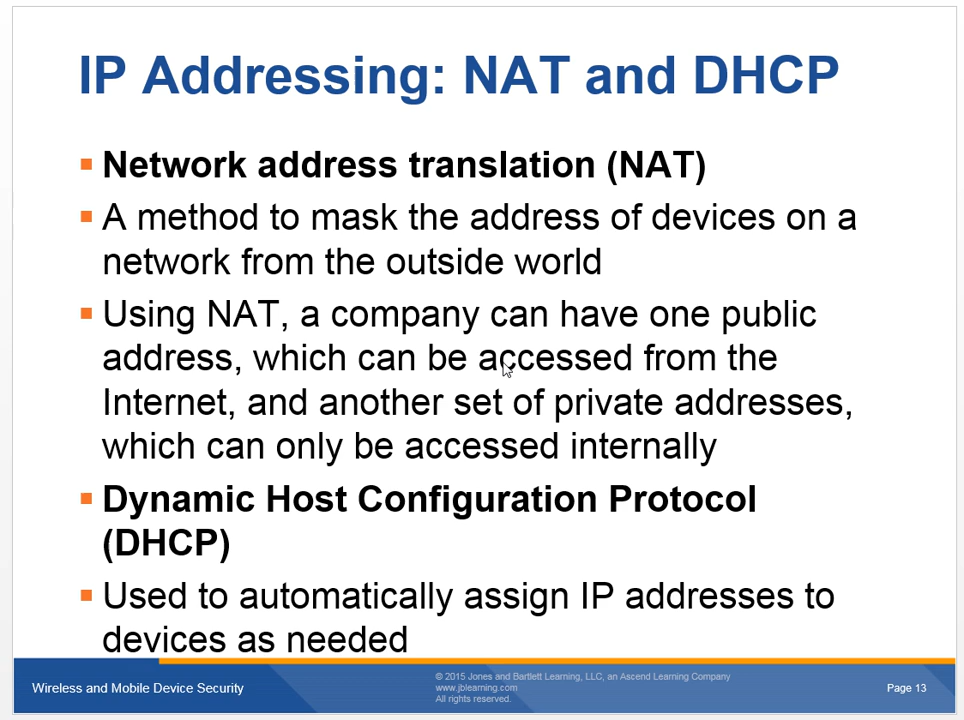 IP Addressing: NAT and DHCP
Network address translation (NAT)
A method to mask the address of devices on a
network from the outside world
Using NAT, a company can have one public
address, which can be accessed from the
Internet, and another set of private addresses,
which can only be accessed internally
Dynamic Host Configuration Protocol
(DHCP)
Used to automatically assign IP addresses to
devices as needed
Wireless and Mobile Device Security
© 2015 Jones and Bartlett Learning, LLC, an Ascend Learning Company
www.jblearning.com
All rights reserved.
Page 13